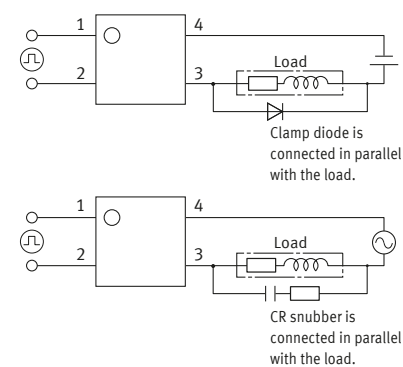 1
4
2
3
Load
Clamp diode is
connected in parallel
with the load.
1
4
2
3
Load
CR snubber is
connected in parallel
with the load.